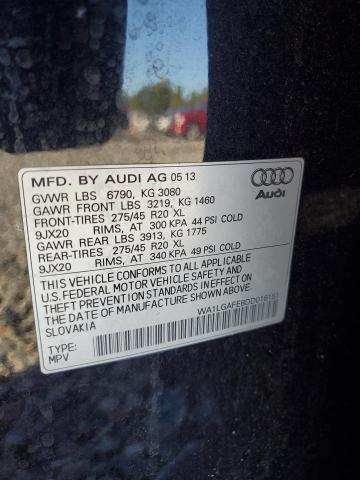 MFD. BY AUDI AG 05 13
GVWR LBS 6790, KG 3080
GAWR FRONT LBS 3219, KG 1460
FRONT-TIRES 275/45 R20 XL
9JX20 RIMS, AT 300 KPA 44 PSI COLD
GAWR REAR LBS 3913, KG 1775
REAR-TIRES 275/45 R20 XL
9JX20 RIMS, AT 340 KPA 49 PSI COLD
Audi
THIS VEHICLE CONFORMS TO ALL APPLICABLE
U.S. FEDERAL MOTOR VEHICLE SAFETY AND
THEFT PREVENTION STANDARDS IN EFFECT ON
THE DATE OF MANUFACTURE SHOWN ABOVE.
SLOVAKIA
TYPE:
MPV